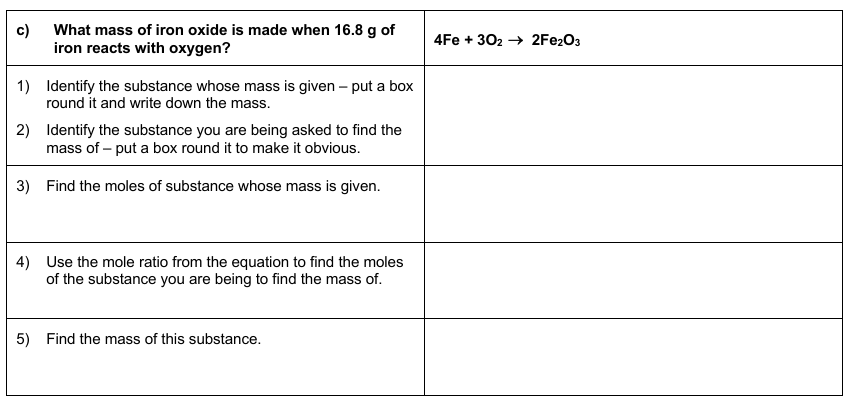 c) What mass of iron oxide is made when 16.8 g of
iron reacts with oxygen?
4Fe + 3O₂ → 2Fe₂O₃
1) Identify the substance whose mass is given – put a box
round it and write down the mass.
2) Identify the substance you are being asked to find the
mass of – put a box round it to make it obvious.
3) Find the moles of substance whose mass is given.
4) Use the mole ratio from the equation to find the moles
of the substance you are being to find the mass of.
5) Find the mass of this substance.